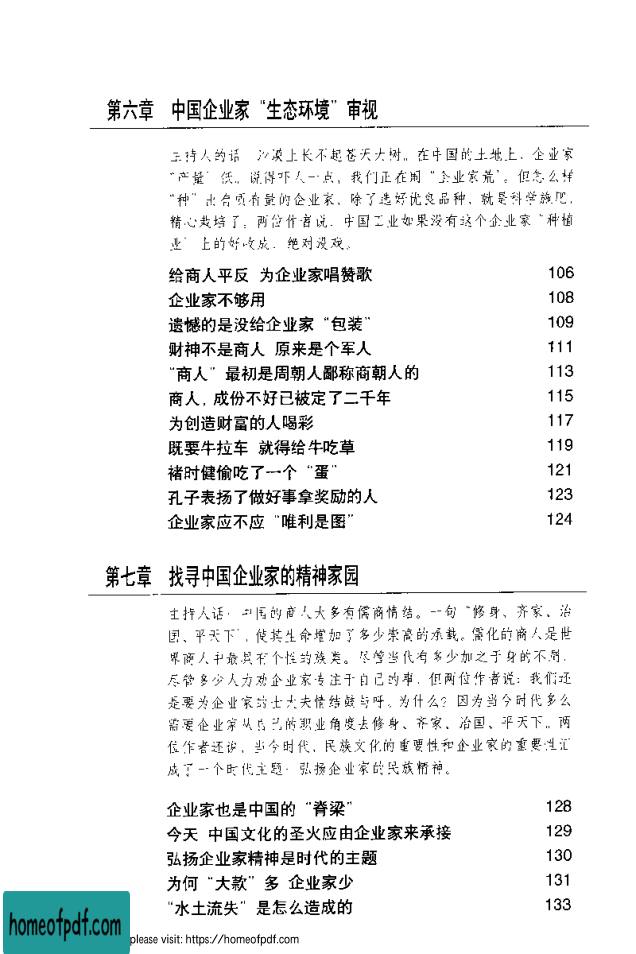 第六章 中国企业家“生态环境”审视
主持人的话 沙漠上长不起苍天大树。在中国的土地上，企业家
“产量”低。说得吓人一点，我们正在闹“企业家荒”。但怎么样
“种”出合项有量的企业家，除了选好优良品种，就是科学施肥，
精心栽培了。两位作者说，中国工业如果没有这个企业家“种植
业”上的好收成，绝对没戏。
给商人平反 为企业家唱赞歌 106
企业家不够用 108
遗憾的是没给企业家“包装” 109
财神不是商人 原来是个军人 111
“商人”最初是周朝人鄙称商朝人的 113
商人，成份不好已被定了二千年 115
为创造财富的人喝彩 117
既要牛拉车 就得给牛吃草 119
褚时健偷吃了一个“蛋” 121
孔子表扬了做好事拿奖励的人 123
企业家应不应“唯利是图” 124
第七章 找寻中国企业家的精神家园
主持人话：中国的商人大多有儒商情结。一句“修身、齐家、治
国、平天下”，使其生命增加了多少崇高的承载。儒化的商人是世
界商人中最具有个性的族类。尽管当代有多少加之于身的不周，
尽管多少人力劝企业家专注于自己的事，但两位作者说：我们还
是要为企业家的士大夫情结鼓与呼。为什么？因为当今时代多么
需要企业家从自己的职业角度去修身、齐家、治国、平天下。两
位作者还说，当今时代，民族文化的重要性和企业家的重要性汇
成了一个时代主题：弘扬企业家的民族精神。
企业家也是中国的“脊梁” 128
今天 中国文化的圣火应由企业家来承接 129
弘扬企业家精神是时代的主题 130
为何“大款”多 企业家少 131
“水土流失”是怎么造成的 133
homeofpdf.com
please visit: https://homeofpdf.com